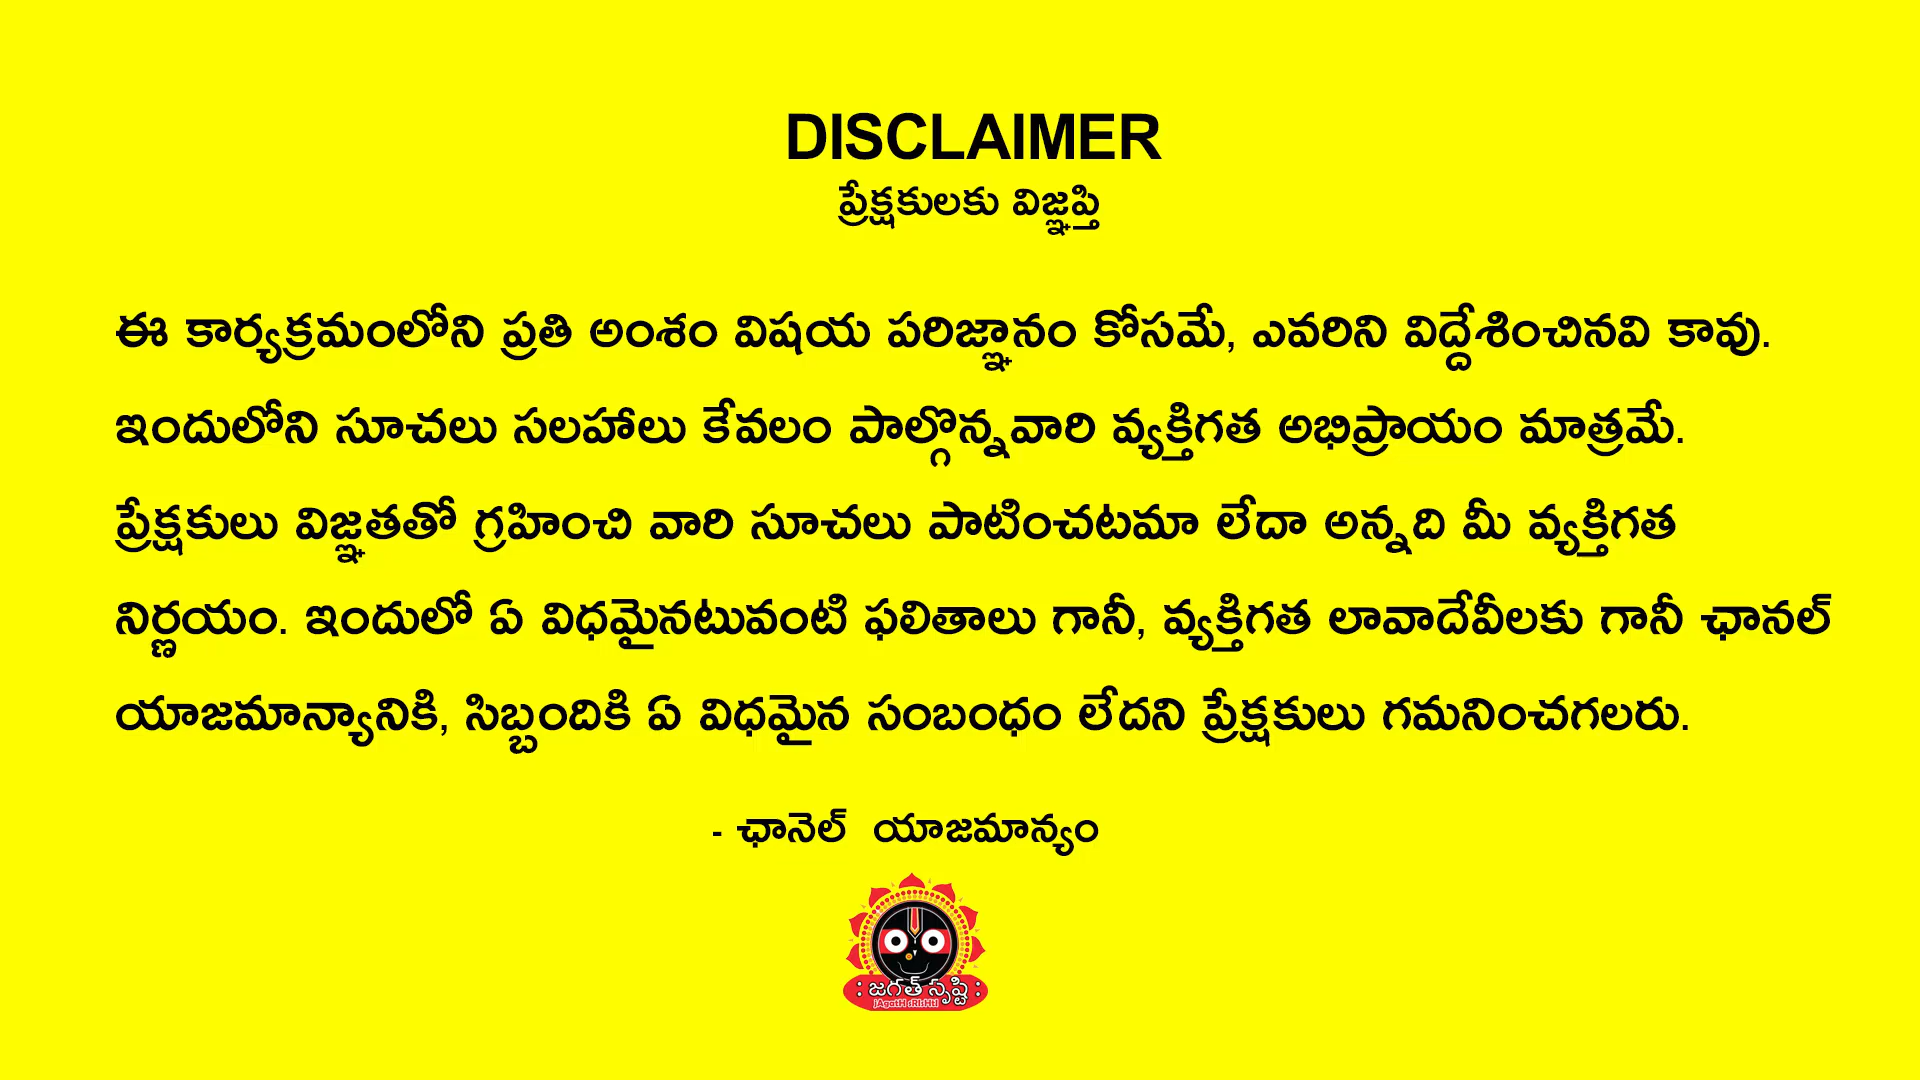 DISCLAIMER
ప్రేక్షకులకు విజ్ఞప్తి
ఈ కార్యక్రమంలోని ప్రతి అంశం విషయ పరిజ్ఞానం కోసమే, ఎవరిని విద్దేశించినవి కావు.
ఇందులోని సూచలు సలహాలు కేవలం పాల్గొన్నవారి వ్యక్తిగత అభిప్రాయం మాత్రమే.
ప్రేక్షకులు విజ్ఞతతో గ్రహించి వారి సూచలు పాటించటమా లేదా అన్నది మీ వ్యక్తిగత
నిర్ణయం. ఇందులో ఏ విధమైనటువంటి ఫలితాలు గానీ, వ్యక్తిగత లావాదేవీలకు గానీ ఛానల్
యాజమాన్యానికి, సిబ్బందికి ఏ విధమైన సంబంధం లేదని ప్రేక్షకులు గమనించగలరు.
- ఛానెల్ యాజమాన్యం
: జగత్ సృష్టి :
jAgatH sRIsHtI